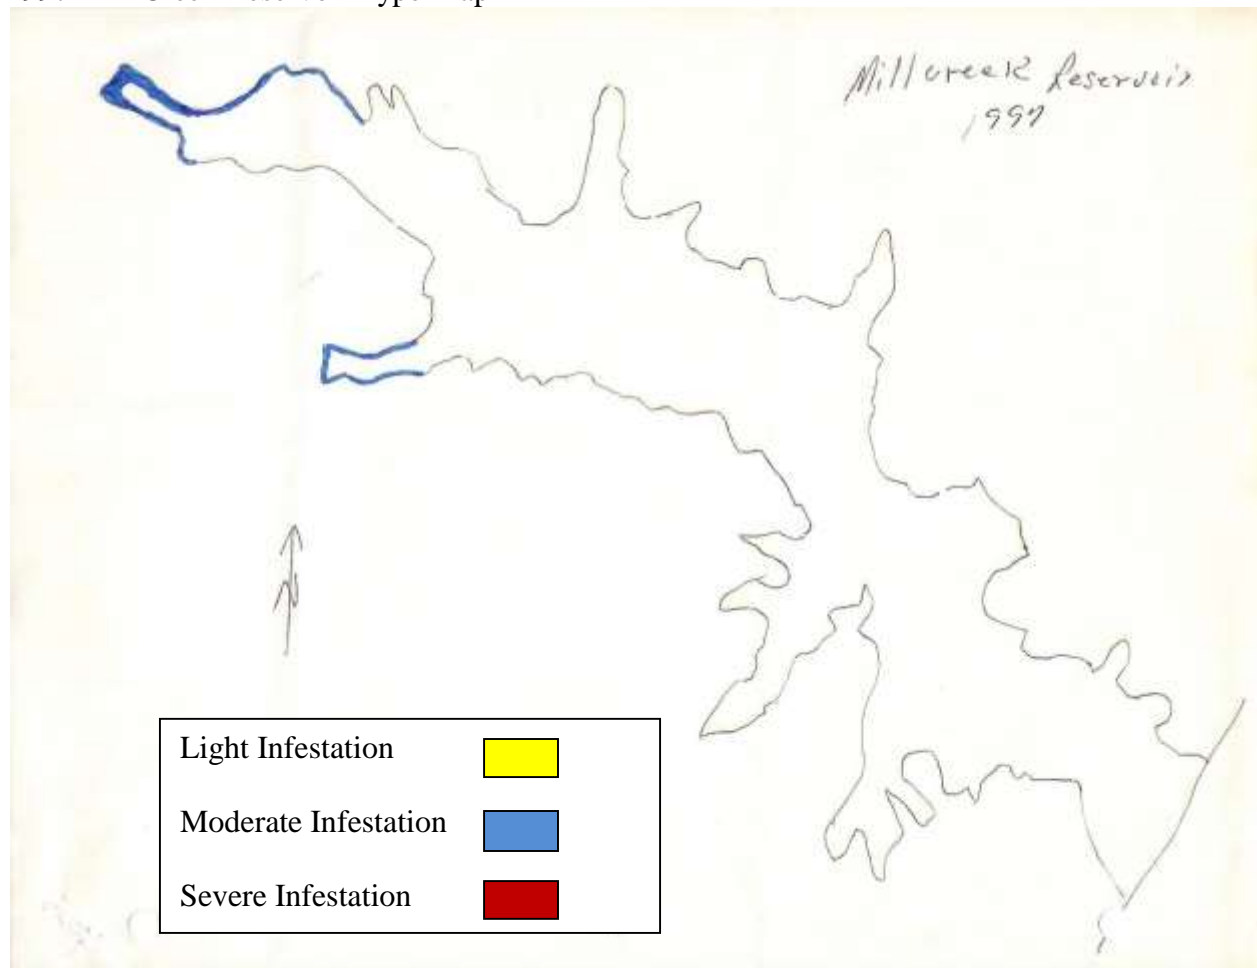 Millcreek Reservoir
1997
N
Light Infestation
Moderate Infestation
Severe Infestation